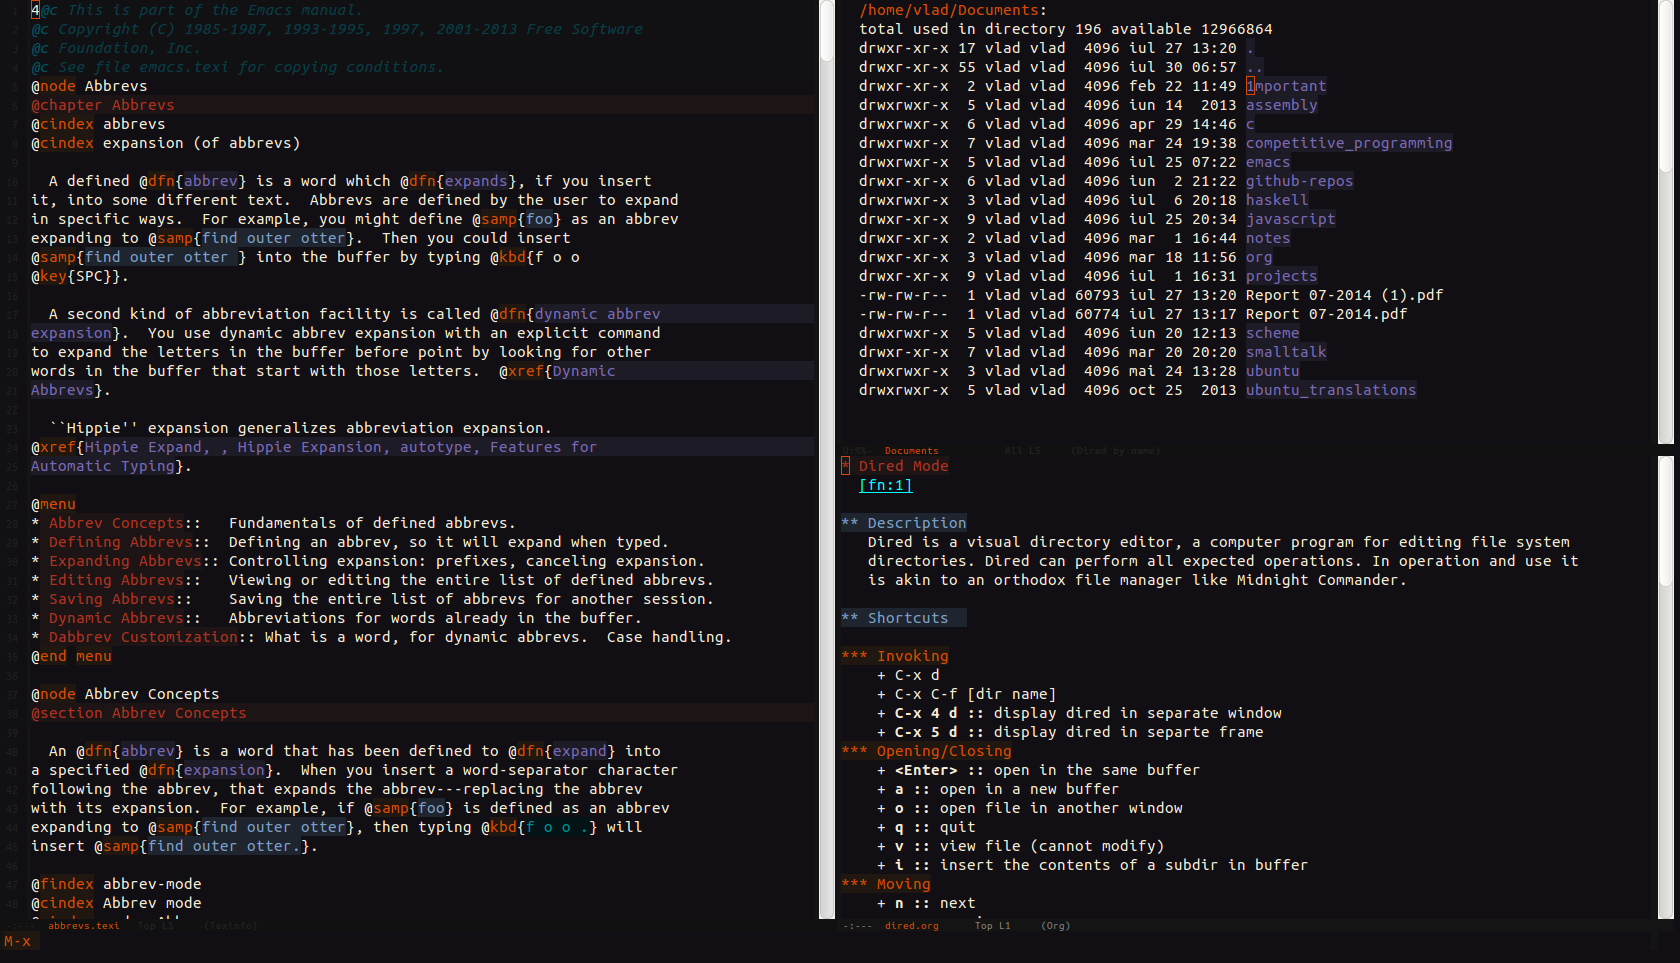 4@c This is part of the Emacs manual.
@c Copyright (C) 1985-1987, 1993-1995, 1997, 2001-2013 Free Software
@c Foundation, Inc.
@c See file emacs.texi for copying conditions.
@node Abbrevs
@chapter Abbrevs
@cindex abbrevs
@cindex expansion (of abbrevs)

  A defined @dfn{abbrev} is a word which @dfn{expands}, if you insert
it, into some different text.  Abbrevs are defined by the user to expand
in specific ways.  For example, you might define @samp{foo} as an abbrev
expanding to @samp{find outer otter}.  Then you could insert
@samp{find outer otter } into the buffer by typing @kbd{f o o
@key{SPC}}.

  A second kind of abbreviation facility is called @dfn{dynamic abbrev
expansion}.  You use dynamic abbrev expansion with an explicit command
to expand the letters in the buffer before point by looking for other
words in the buffer that start with those letters.  @xref{Dynamic
Abbrevs}.

  ``Hippie'' expansion generalizes abbreviation expansion.
@xref{Hippie Expand, , Hippie Expansion, autotype, Features for
Automatic Typing}.

@menu
* Abbrev Concepts::   Fundamentals of defined abbrevs.
* Defining Abbrevs::  Defining an abbrev, so it will expand when typed.
* Expanding Abbrevs:: Controlling expansion: prefixes, canceling expansion.
* Editing Abbrevs::   Viewing or editing the entire list of defined abbrevs.
* Saving Abbrevs::    Saving the entire list of abbrevs for another session.
* Dynamic Abbrevs::   Abbreviations for words already in the buffer.
* Dabbrev Customization:: What is a word, for dynamic abbrevs.  Case handling.
@end menu

@node Abbrev Concepts
@section Abbrev Concepts

  An @dfn{abbrev} is a word that has been defined to @dfn{expand} into
a specified @dfn{expansion}.  When you insert a word-separator character
following the abbrev, that expands the abbrev---replacing the abbrev
with its expansion.  For example, if @samp{foo} is defined as an abbrev
expanding to @samp{find outer otter}, then typing @kbd{f o o .} will
insert @samp{find outer otter.}.

@findex abbrev-mode
@cindex Abbrev mode
-:--- abbrevs.texi   Top L1   (Texinfo)
/home/vlad/Documents:
total used in directory 196 available 12966864
drwxr-xr-x 17 vlad vlad  4096 iul 27 13:20 .
drwxr-xr-x 55 vlad vlad  4096 iul 30 06:57 ..
drwxr-xr-x  2 vlad vlad  4096 feb 22 11:49 1mportant
drwxrwxr-x  5 vlad vlad  4096 iun 14  2013 assembly
drwxrwxr-x  6 vlad vlad  4096 apr 29 14:46 c
drwxrwxr-x  7 vlad vlad  4096 mar 24 19:38 competitive_programming
drwxrwxr-x  5 vlad vlad  4096 iul 25 07:22 emacs
drwxrwxr-x  6 vlad vlad  4096 iun  2 21:22 github-repos
drwxrwxr-x  3 vlad vlad  4096 iul  6 20:18 haskell
drwxrwxr-x  9 vlad vlad  4096 iul 25 20:34 javascript
drwxrwxr-x  2 vlad vlad  4096 mar  1 16:44 notes
drwxrwxr-x  3 vlad vlad  4096 mar 18 11:56 org
drwxrwxr-x  9 vlad vlad  4096 iul  1 16:31 projects
-rw-rw-r--  1 vlad vlad 60793 iul 27 13:20 Report 07-2014 (1).pdf
-rw-rw-r--  1 vlad vlad 60774 iul 27 13:17 Report 07-2014.pdf
drwxrwxr-x  5 vlad vlad  4096 iun 20 12:13 scheme
drwxr-xr-x  7 vlad vlad  4096 mar 20 20:20 smalltalk
drwxrwxr-x  3 vlad vlad  4096 mai 24 13:28 ubuntu
drwxrwxr-x  5 vlad vlad  4096 oct 25  2013 ubuntu_translations
U:%%- Documents   All L5   (Dired by name)
* Dired Mode
  [fn:1]

** Description
   Dired is a visual directory editor, a computer program for editing file system
   directories. Dired can perform all expected operations. In operation and use it
   is akin to an orthodox file manager like Midnight Commander.

** Shortcuts

*** Invoking
    + C-x d
    + C-x C-f [dir name]
    + C-x 4 d :: display dired in separate window
    + C-x 5 d :: display dired in separte frame
*** Opening/Closing
    + <Enter> :: open in the same buffer
    + a :: open in a new buffer
    + o :: open file in another window
    + q :: quit
    + v :: view file (cannot modify)
    + i :: insert the contents of a subdir in buffer
*** Moving
    + n :: next
-:--- dired.org   Top L1   (Org)
M-x